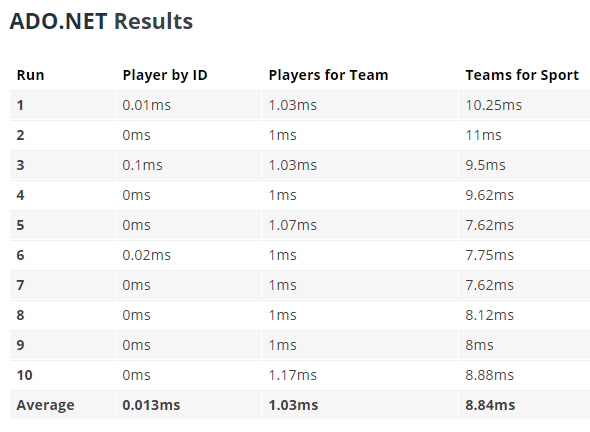 ADO.NET Results
Run Player by ID Players for Team Teams for Sport
1 0.01ms 1.03ms 10.25ms
2 0ms 1ms 11ms
3 0.1ms 1.03ms 9.5ms
4 0ms 1ms 9.62ms
5 0ms 1.07ms 7.62ms
6 0.02ms 1ms 7.75ms
7 0ms 1ms 7.62ms
8 0ms 1ms 8.12ms
9 0ms 1ms 8ms
10 0ms 1.17ms 8.88ms
Average 0.013ms 1.03ms 8.84ms